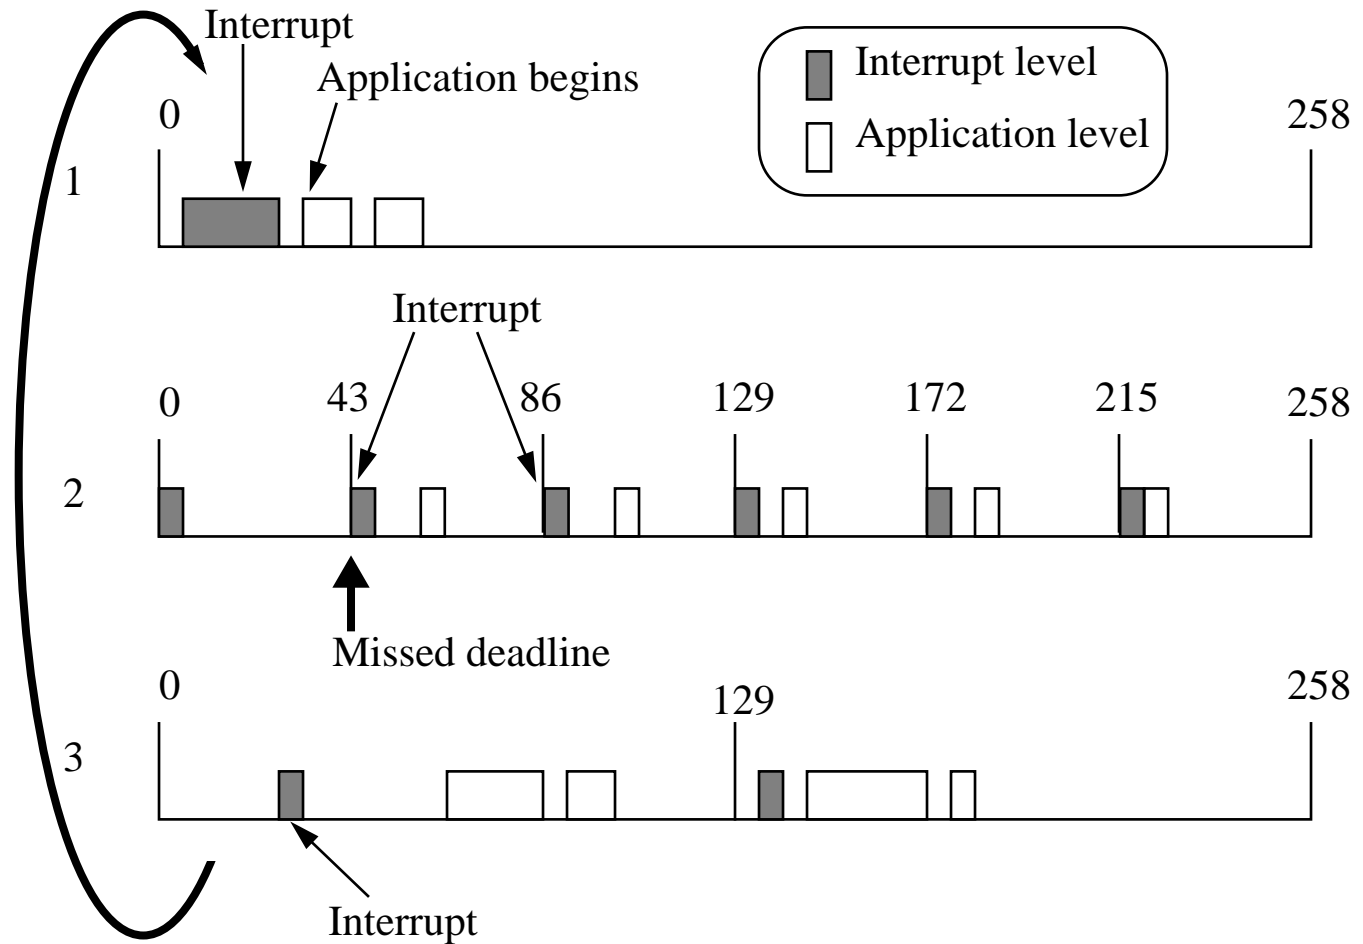 Interrupt
Application begins
Interrupt level
Application level
0
258
1
Interrupt
0
43
86
129
172
215
258
2
Missed deadline
0
129
258
3
Interrupt